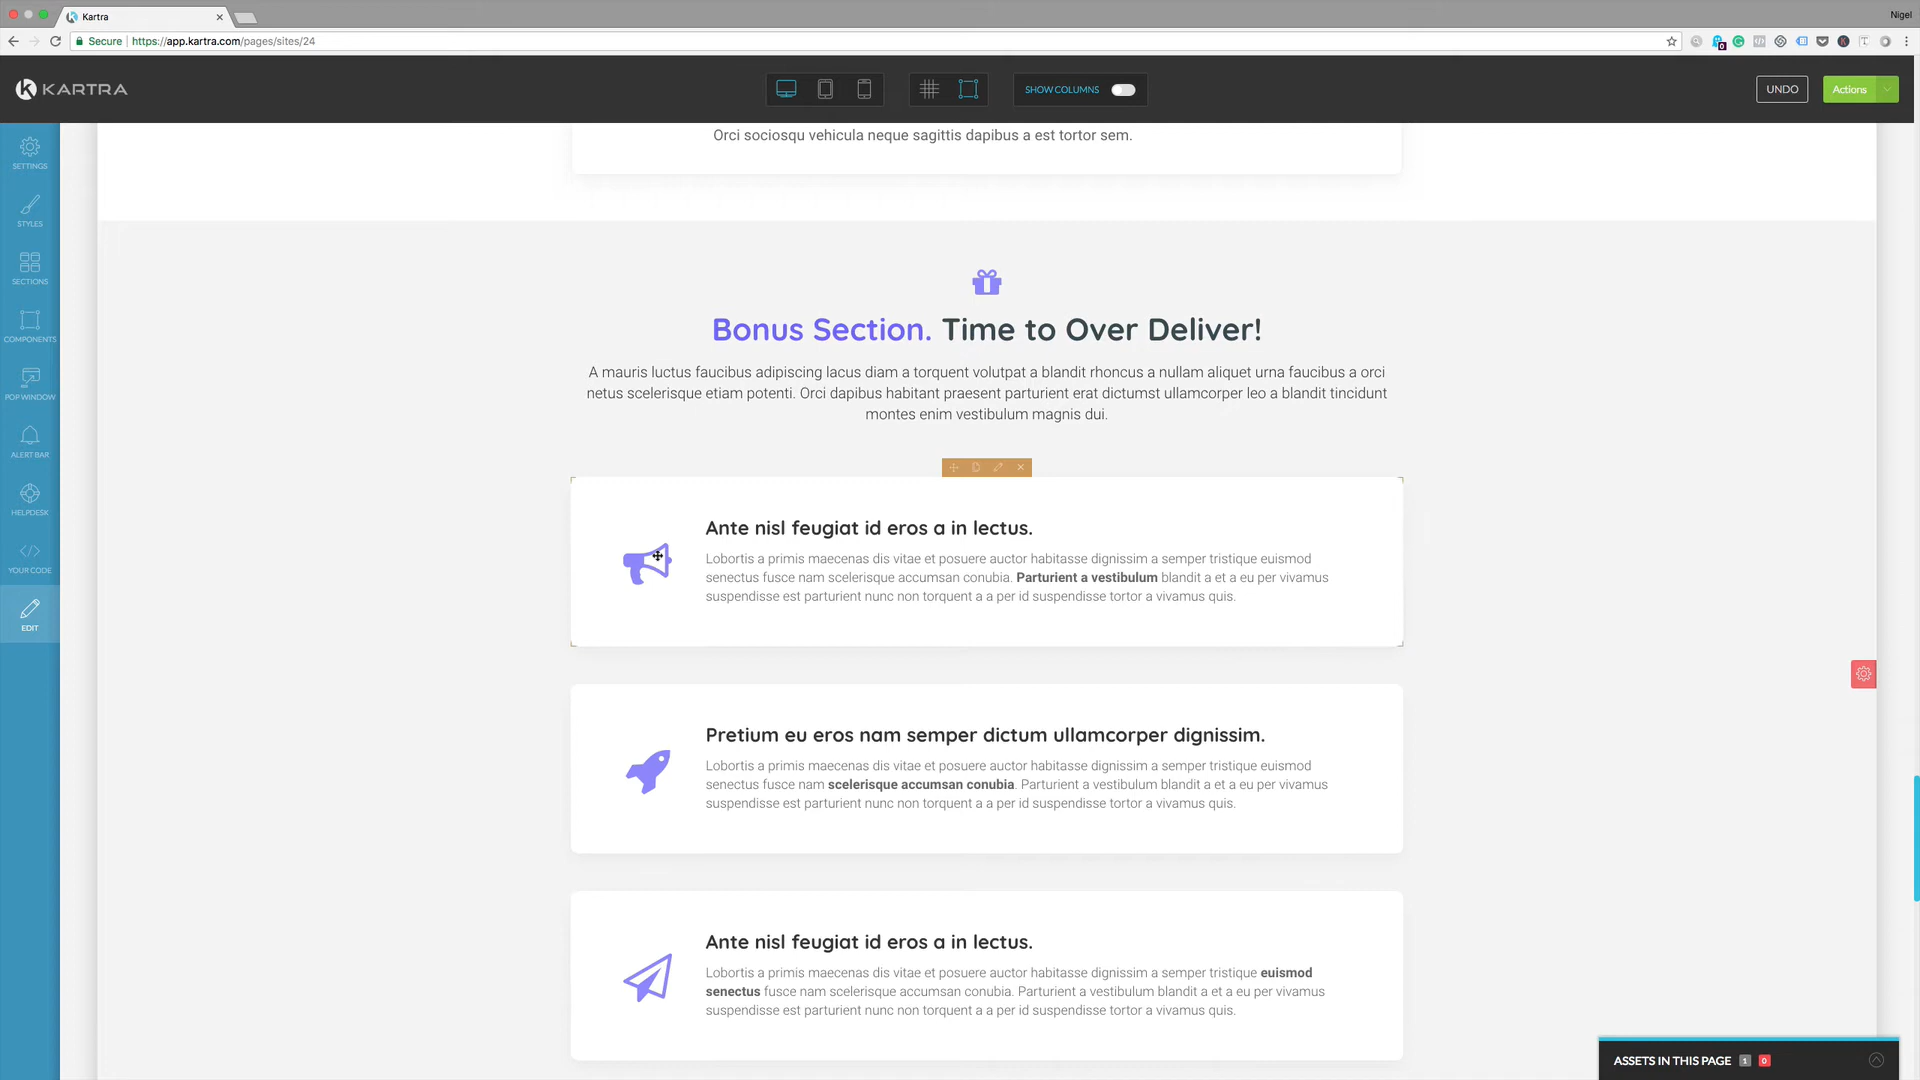 Kartra
Nigel
Secure https://app.kartra.com/pages/sites/24
KARTRA
SHOW COLUMNS
UNDO
Actions
SETTINGS
STYLES
SECTIONS
COMPONENTS
POP WINDOW
ALERT BAR
HELPDESK
YOUR CODE
EDIT
Orci sociosqu vehicula neque sagittis dapibus a est tortor sem.
Bonus Section. Time to Over Deliver!
A mauris luctus faucibus adipiscing lacus diam a torquent volutpat a blandit rhoncus a nullam aliquet urna faucibus a orci
netus scelerisque etiam potenti. Orci dapibus habitant praesent parturient erat dictumst ullamcorper leo a blandit tincidunt
montes enim vestibulum magnis dui.
Ante nisl feugiat id eros a in lectus.
Lobortis a primis maecenas dis vitae et posuere auctor habitasse dignissim a semper tristique euismod
senectus fusce nam scelerisque accumsan conubia. Parturient a vestibulum blandit a et a eu per vivamus
suspendisse est parturient nunc non torquent a a per id suspendisse tortor a vivamus quis.
Pretium eu eros nam semper dictum ullamcorper dignissim.
Lobortis a primis maecenas dis vitae et posuere auctor habitasse dignissim a semper tristique euismod
senectus fusce nam scelerisque accumsan conubia. Parturient a vestibulum blandit a et a eu per vivamus
suspendisse est parturient nunc non torquent a a per id suspendisse tortor a vivamus quis.
Ante nisl feugiat id eros a in lectus.
Lobortis a primis maecenas dis vitae et posuere auctor habitasse dignissim a semper tristique euismod
senectus fusce nam scelerisque accumsan conubia. Parturient a vestibulum blandit a et a eu per vivamus
suspendisse est parturient nunc non torquent a a per id suspendisse tortor a vivamus quis.
ASSETS IN THIS PAGE 1 0